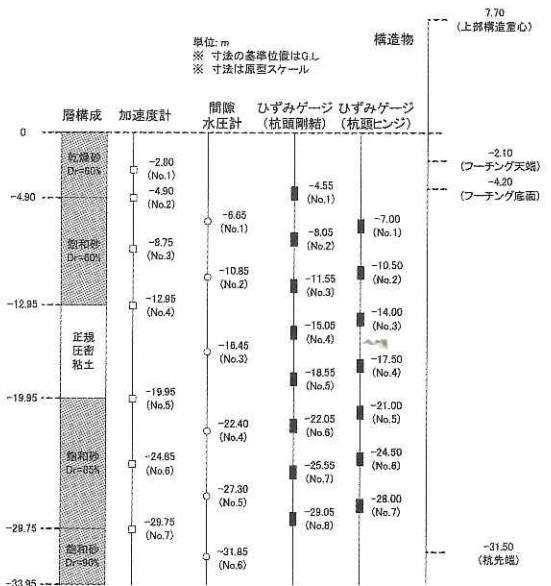 7.70
(上部構造重心)
構造物
単位: m
※ 寸法の基準位置はG.L
※ 寸法は原型スケール
層構成
加速度計
間隙
水圧計
ひずみゲージ
(杭頭剛結)
ひずみゲージ
(杭頭ヒンジ)
0
-4.90
-12.95
-19.95
-29.75
-33.95
乾燥砂
Dr=60%
飽和砂
Dr=60%
正規
圧密
粘土
飽和砂
Dr=85%
飽和砂
Dr=90%
-2.80
(No.1)
-4.90
(No.2)
-8.75
(No.3)
-12.95
(No.4)
-19.95
(No.5)
-24.85
(No.6)
-29.75
(No.7)
-6.65
(No.1)
-10.85
(No.2)
-16.45
(No.3)
-22.40
(No.4)
-27.30
(No.5)
-31.85
(No.6)
-4.55
(No.1)
-8.05
(No.2)
-11.55
(No.3)
-15.05
(No.4)
-18.55
(No.5)
-22.05
(No.6)
-25.55
(No.7)
-29.05
(No.8)
-7.00
(No.1)
-10.50
(No.2)
-14.00
(No.3)
-17.50
(No.4)
-21.00
(No.5)
-24.50
(No.6)
-28.00
(No.7)
-2.10
(フーチング天端)
-4.20
(フーチング底面)
-31.50
(杭先端)